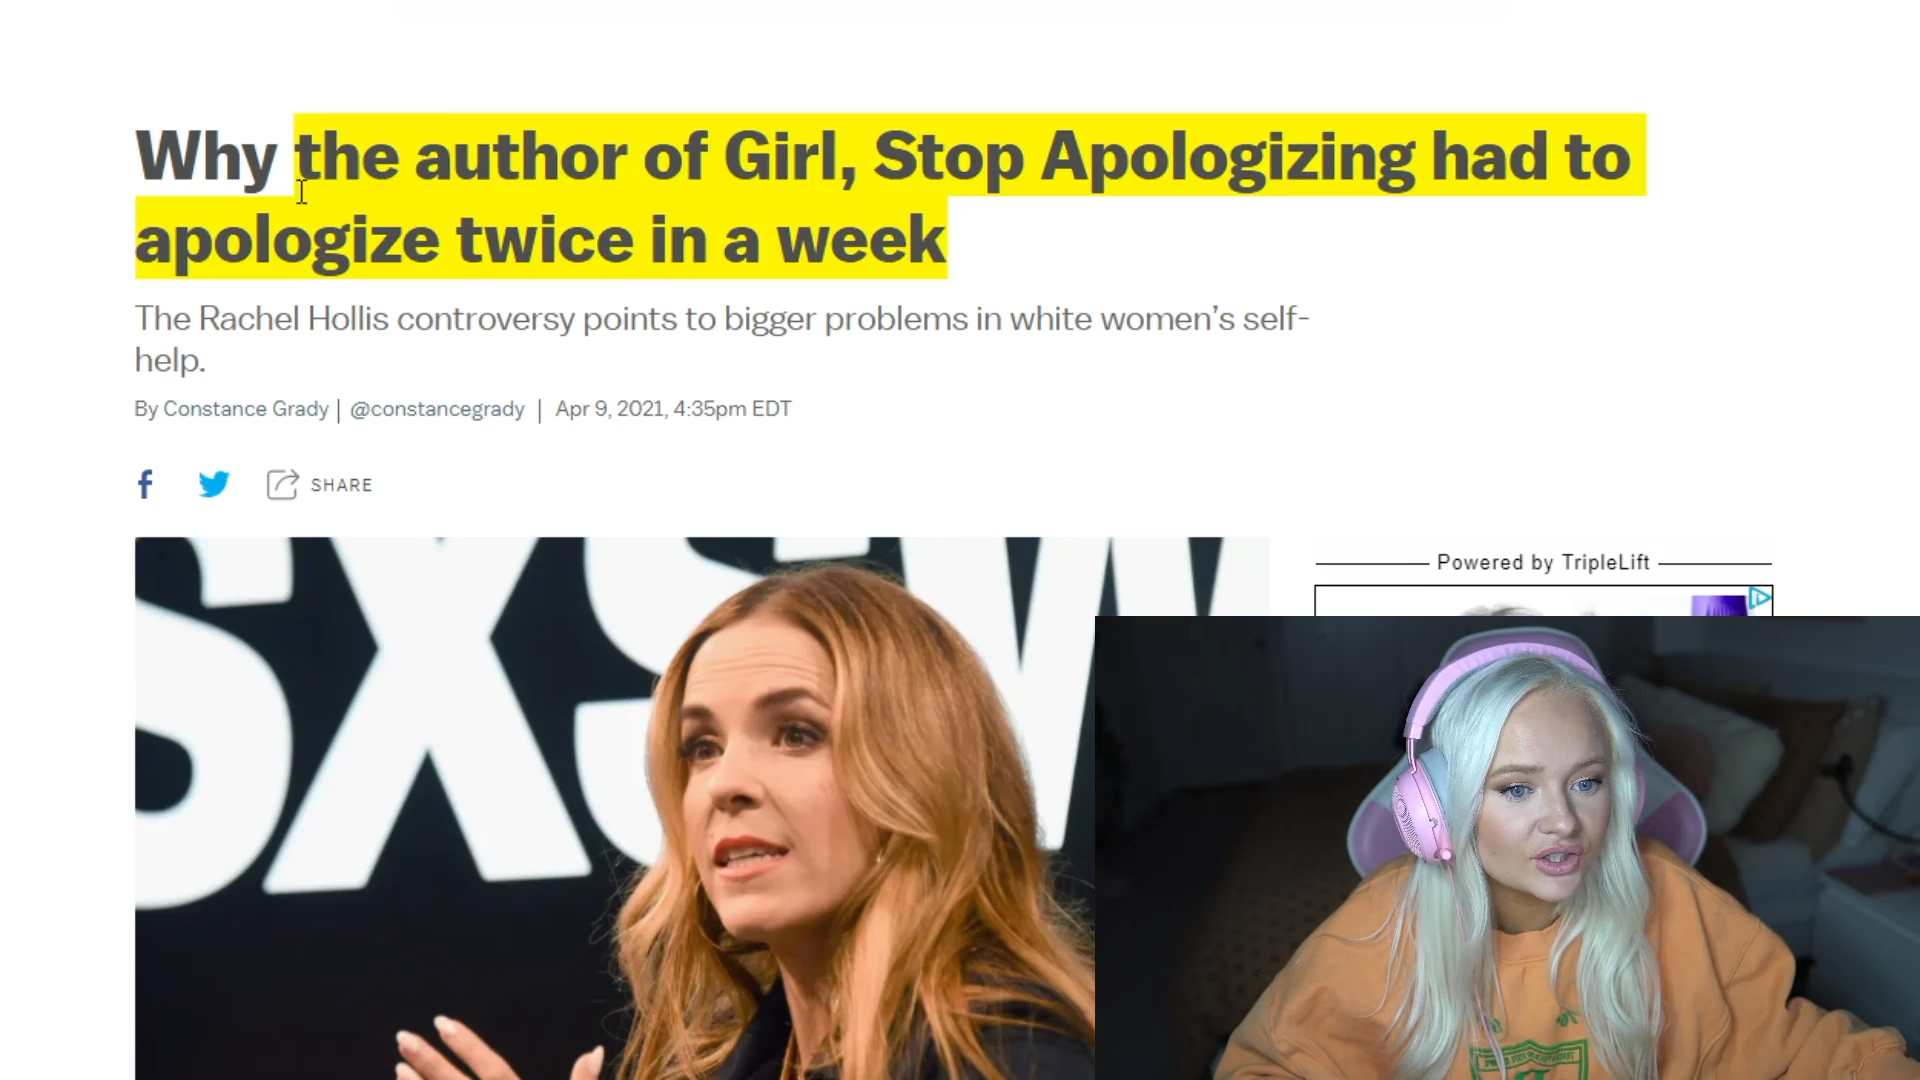 Why the author of Girl, Stop Apologizing had to
apologize twice in a week
The Rachel Hollis controversy points to bigger problems in white women's self-
help.
By Constance Grady | @constancegrady | Apr 9, 2021, 4:35pm EDT
f
SHARE
Powered by TripleLift
SXSW